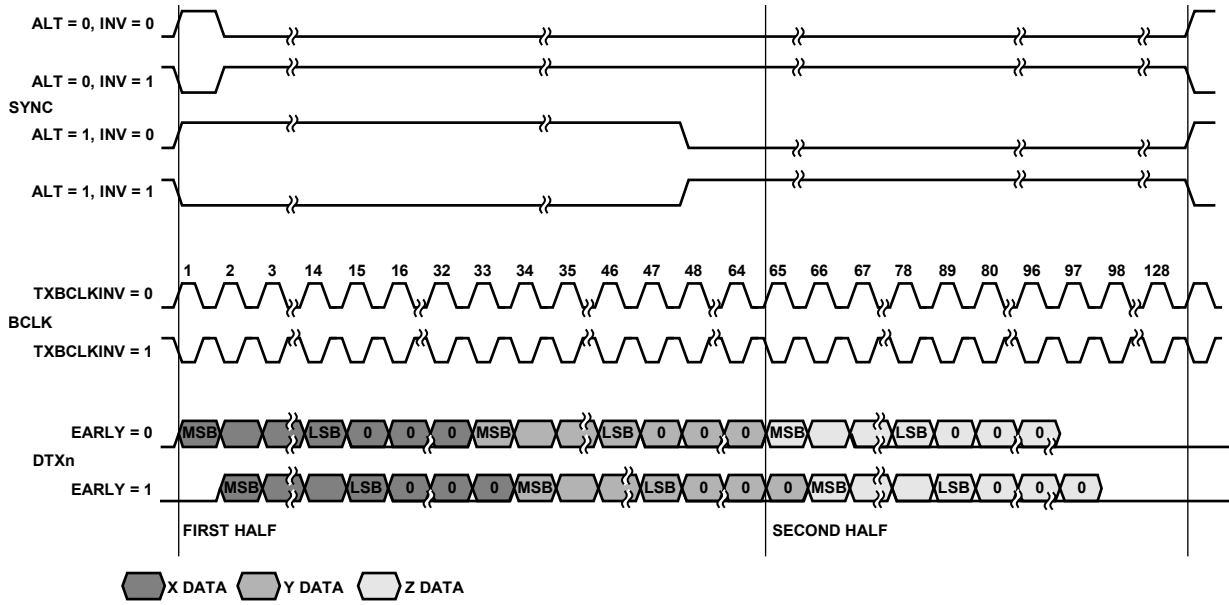 ALT = 0, INV = 0
ALT = 0, INV = 1
SYNC
ALT = 1, INV = 0
ALT = 1, INV = 1
1 2 3 14 15 16 32 33 34 35 46 47 48 64 65 66 67 78 89 80 96 97 98 128
TXBCLKINV = 0
BCLK
TXBCLKINV = 1
EARLY = 0 MSB LSB 0 0 0 MSB LSB 0 0 0 MSB LSB 0 0 0
DTXn
EARLY = 1 MSB LSB 0 0 0 MSB LSB 0 0 0 MSB LSB 0 0 0
FIRST HALF SECOND HALF
X DATA Y DATA Z DATA